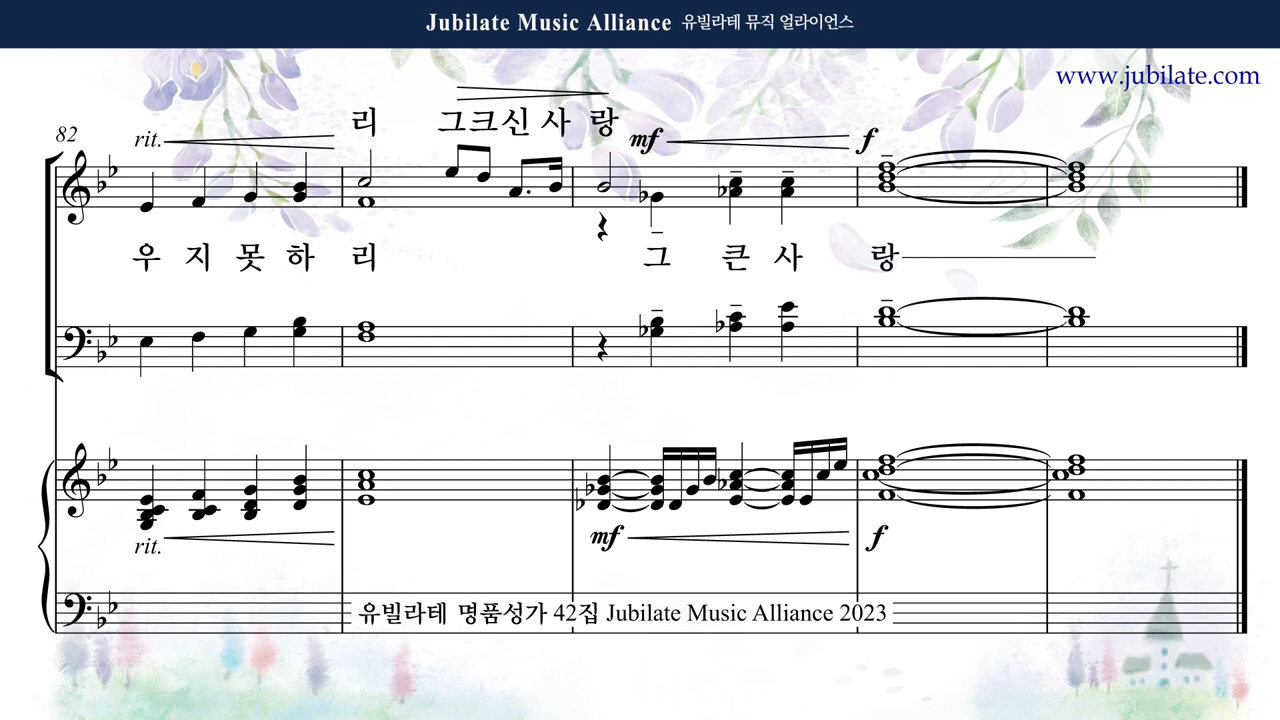 Jubilate Music Alliance 유빌라테 뮤직 얼라이언스
www.jubilate.com
82
rit.
리 그크신 사 랑
mf f
우 지 못 하 리 그 큰 사 랑
rit.
mf f
유빌라테 명품성가 42집 Jubilate Music Alliance 2023